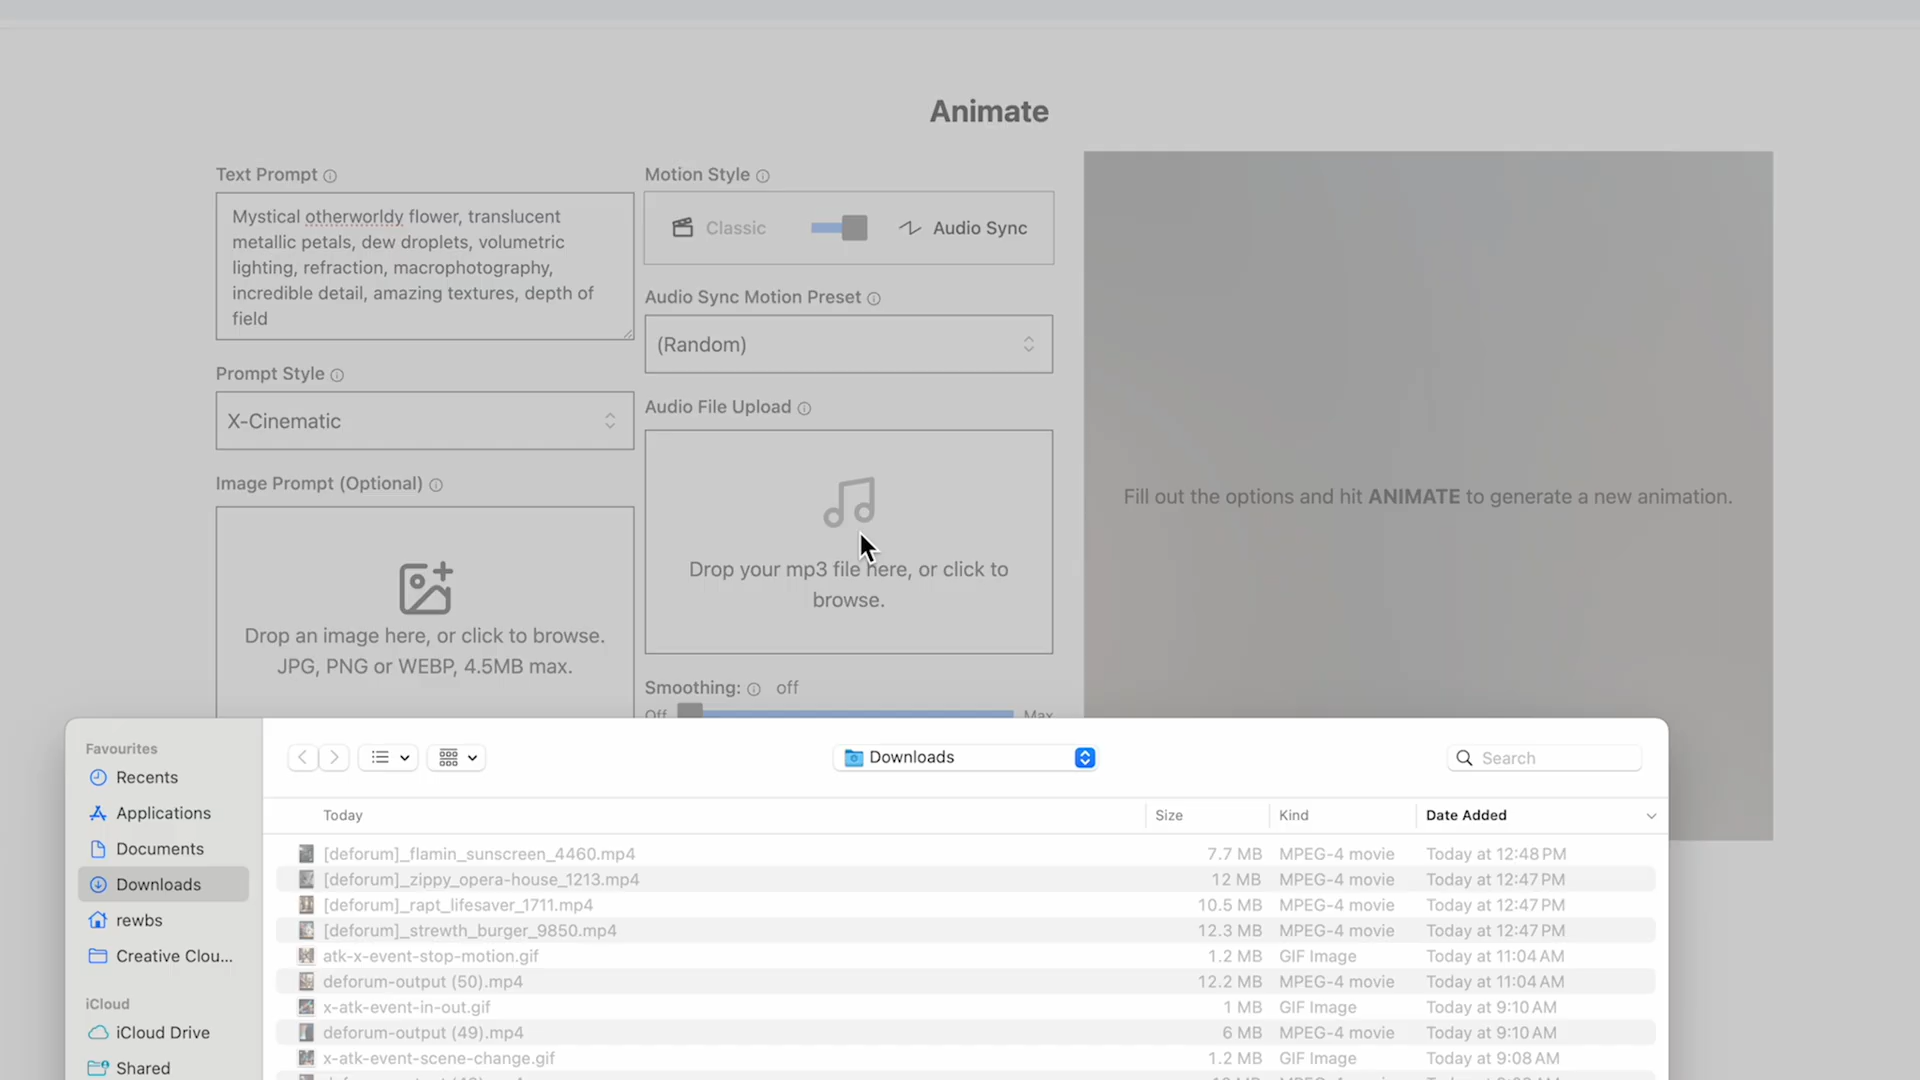 Animate
Text Prompt
Mystical otherworldy flower, translucent
metallic petals, dew droplets, volumetric
lighting, refraction, macrophotography,
incredible detail, amazing textures, depth of
field
Prompt Style
X-Cinematic
Image Prompt (Optional)
Drop an image here, or click to browse.
JPG, PNG or WEBP, 4.5MB max.
Motion Style
Classic Audio Sync
Audio Sync Motion Preset
(Random)
Audio File Upload
Drop your mp3 file here, or click to
browse.
Smoothing: off
Off Max
Fill out the options and hit ANIMATE to generate a new animation.
Favourites
Recents
Applications
Documents
Downloads
rewbs
Creative Clou...
iCloud
iCloud Drive
Shared
Downloads
Search
Today Size Kind Date Added
[deforum]_flamin_sunscreen_4460.mp4 7.7 MB MPEG-4 movie Today at 12:48 PM
[deforum]_zippy_opera-house_1213.mp4 12 MB MPEG-4 movie Today at 12:47 PM
[deforum]_rapt_lifesaver_1711.mp4 10.5 MB MPEG-4 movie Today at 12:47 PM
[deforum]_strewth_burger_9850.mp4 12.3 MB MPEG-4 movie Today at 12:47 PM
atk-x-event-stop-motion.gif 1.2 MB GIF Image Today at 11:04 AM
deforum-output (50).mp4 12.2 MB MPEG-4 movie Today at 11:04 AM
x-atk-event-in-out.gif 1 MB GIF Image Today at 9:10 AM
deforum-output (49).mp4 6 MB MPEG-4 movie Today at 9:10 AM
x-atk-event-scene-change.gif 1.2 MB GIF Image Today at 9:08 AM